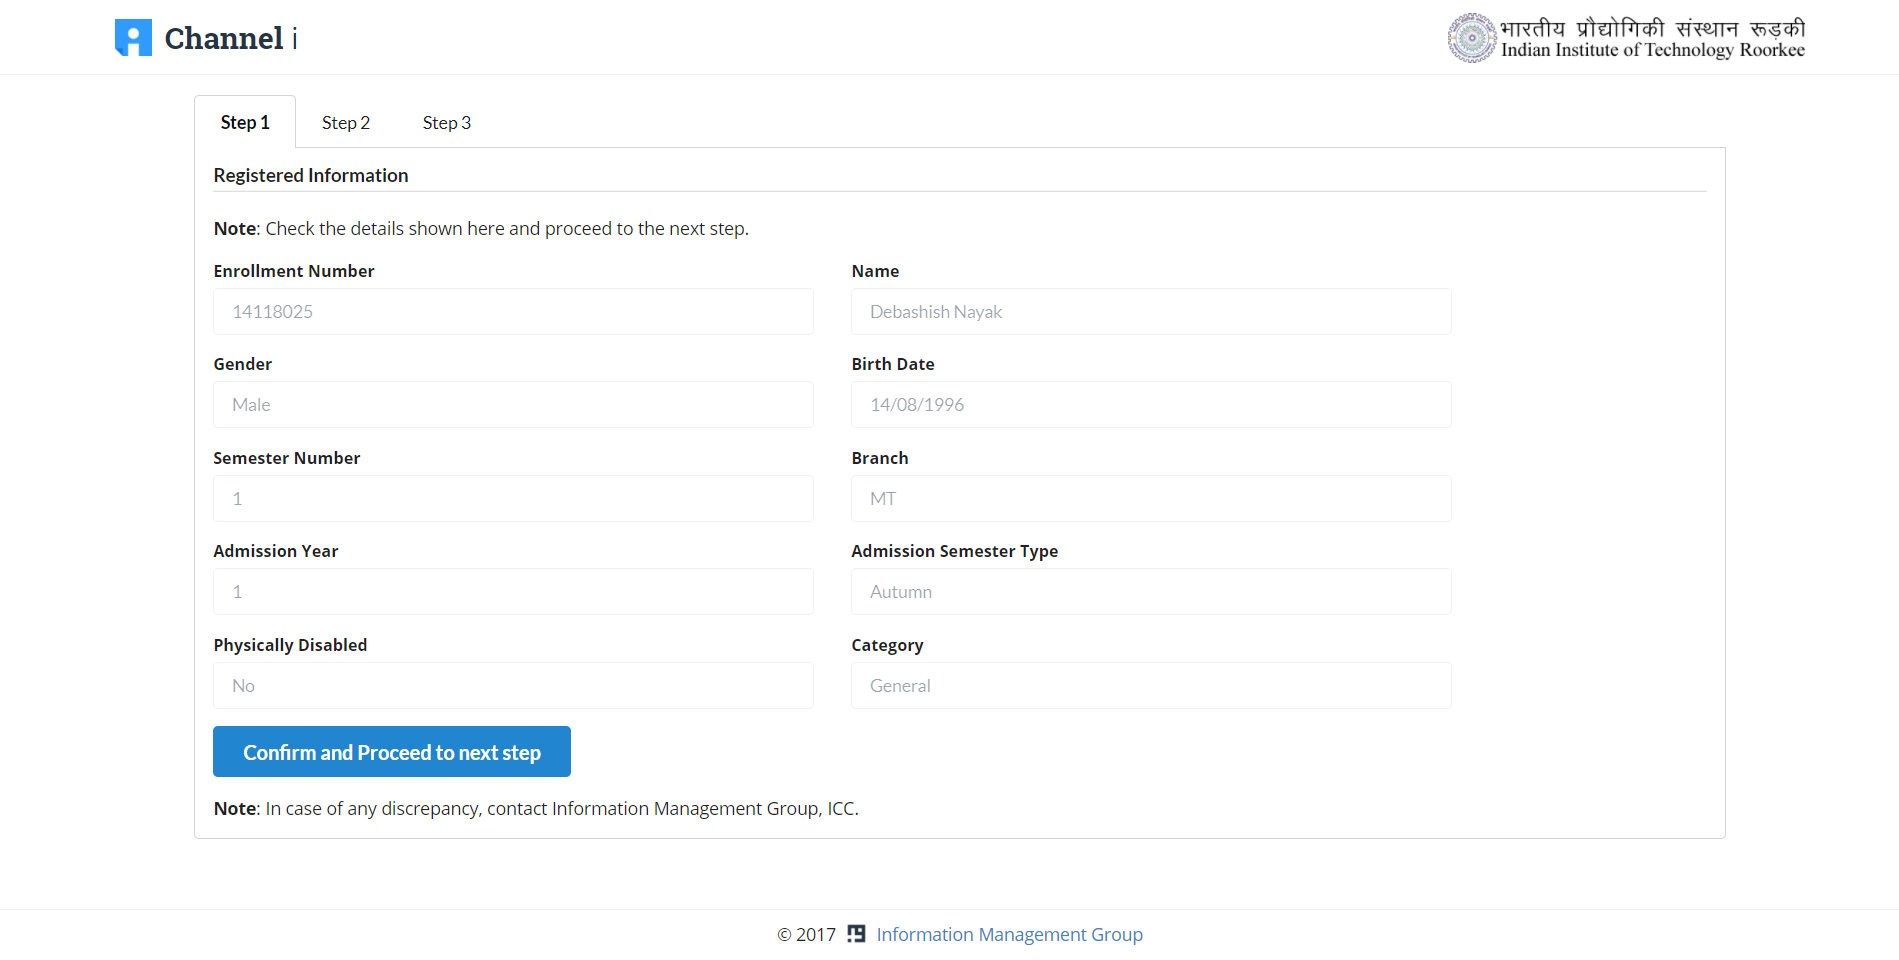 Channel i
भारतीय प्रौद्योगिकी संस्थान रूड़की
Indian Institute of Technology Roorkee
Step 1 Step 2 Step 3
Registered Information
Note: Check the details shown here and proceed to the next step.
Enrollment Number Name
14118025 Debashish Nayak
Gender Birth Date
Male 14/08/1996
Semester Number Branch
1 MT
Admission Year Admission Semester Type
1 Autumn
Physically Disabled Category
No General
Confirm and Proceed to next step
Note: In case of any discrepancy, contact Information Management Group, ICC.
© 2017 Information Management Group